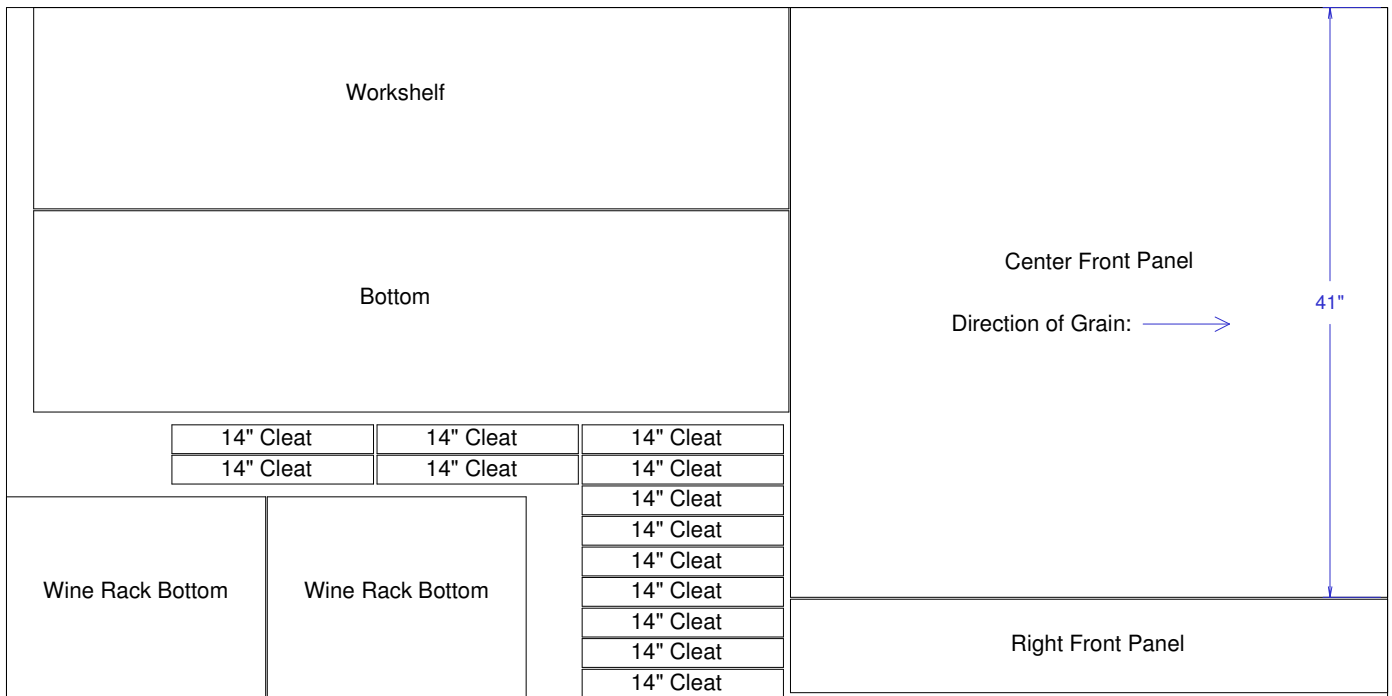 Workshelf
Bottom
Center Front Panel
Direction of Grain:
41"
14" Cleat
14" Cleat
14" Cleat
14" Cleat
14" Cleat
14" Cleat
14" Cleat
14" Cleat
14" Cleat
14" Cleat
14" Cleat
14" Cleat
14" Cleat
Wine Rack Bottom
Wine Rack Bottom
Right Front Panel